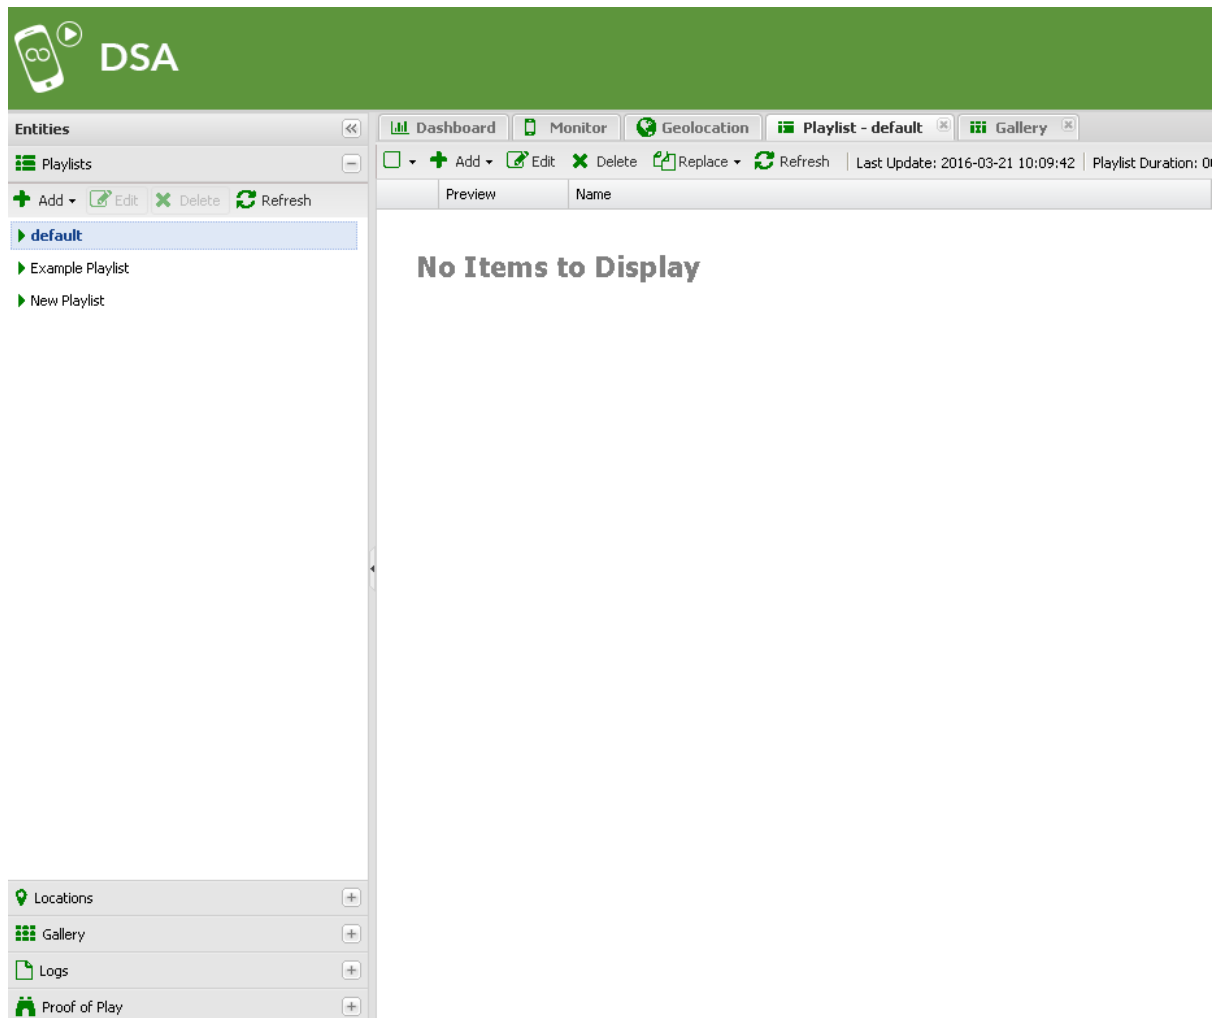 DSA
Entities
Dashboard Monitor Geolocation Playlist - default Gallery
Playlists
Add Edit Delete Replace Refresh Last Update: 2016-03-21 10:09:42 Playlist Duration:
Add Edit Delete Refresh
Preview Name
default
Example Playlist
New Playlist
No Items to Display
Locations
Gallery
Logs
Proof of Play